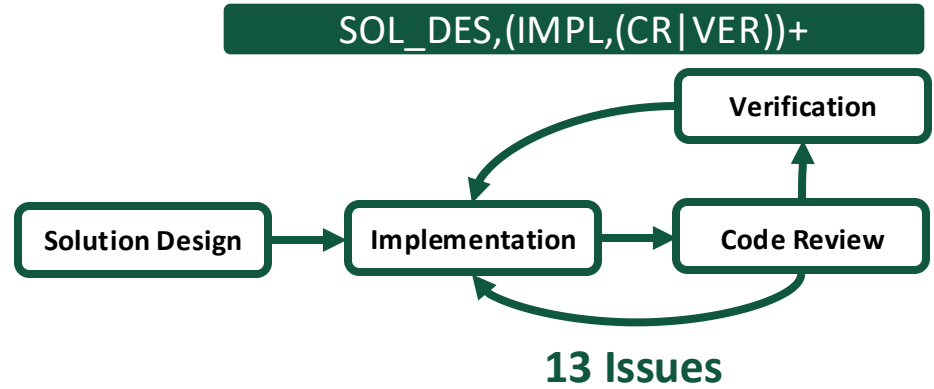 SOL_DES,(IMPL,(CR|VER))+
Verification
Solution Design
Implementation
Code Review
13 Issues